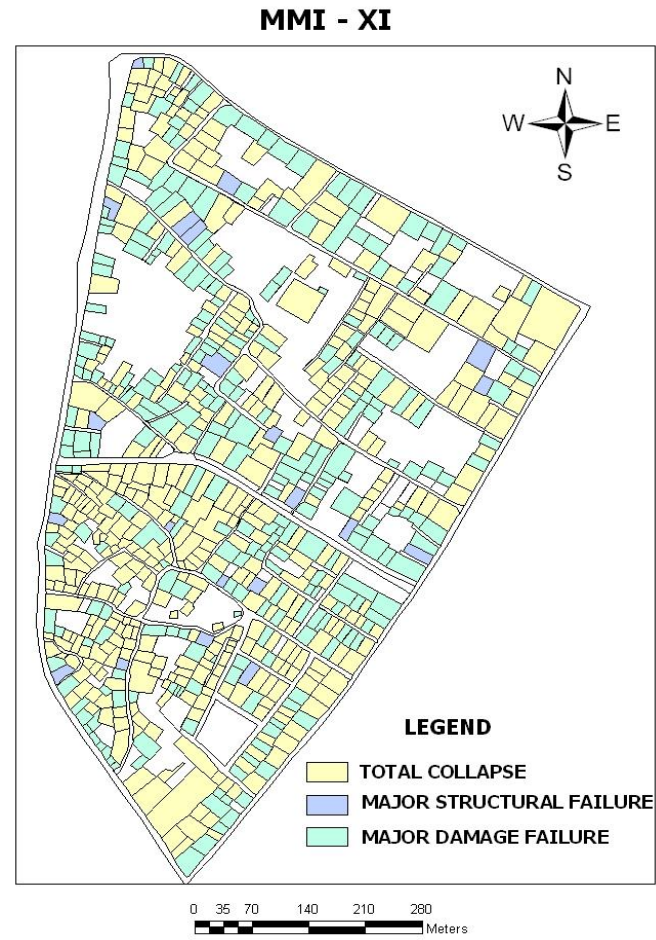 MMI - XI
N
W E
S
LEGEND
TOTAL COLLAPSE
MAJOR STRUCTURAL FAILURE
MAJOR DAMAGE FAILURE
0 35 70 140 210 280
Meters